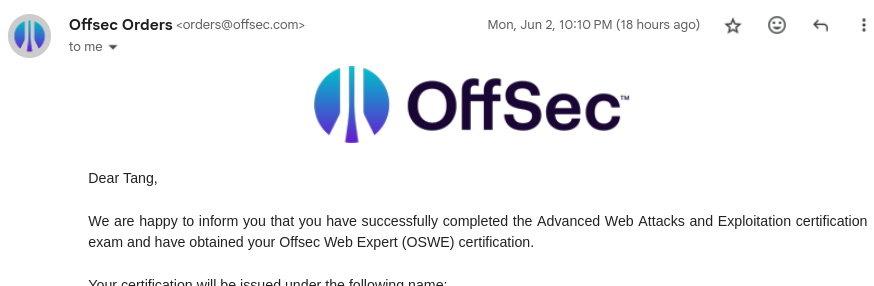 Offsec Orders <orders@offsec.com> Mon, Jun 2, 10:10 PM (18 hours ago)
to me
OffSec™
Dear Tang,
We are happy to inform you that you have successfully completed the Advanced Web Attacks and Exploitation certification
exam and have obtained your Offsec Web Expert (OSWE) certification.
Your certification will be issued under the following name: